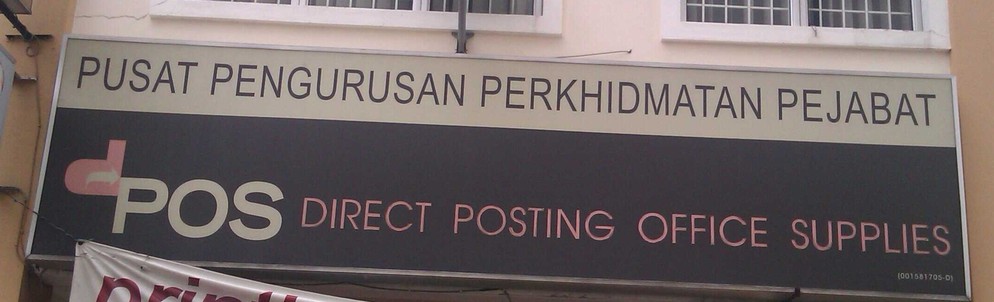 PUSAT PENGURUSAN PERKHIDMATAN PEJABAT
dPOS DIRECT POSTING OFFICE SUPPLIES
(001581705-D)